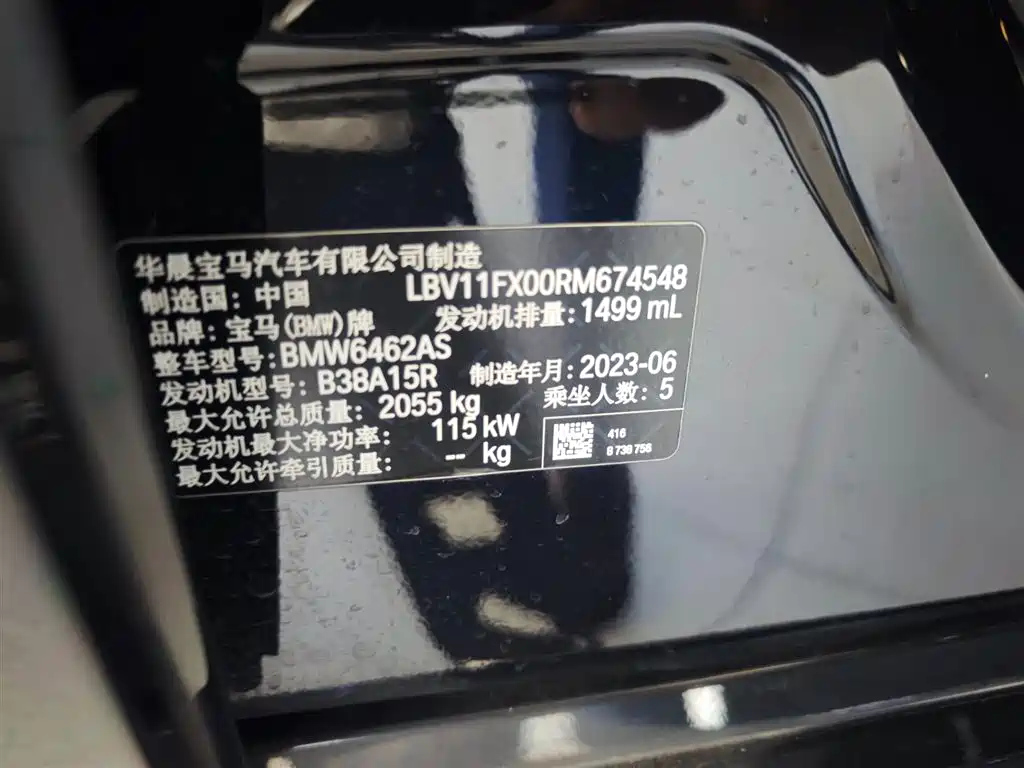 华晨宝马汽车有限公司制造
制造国: 中国 LBV11FX00RM674548
品牌: 宝马(BMW)牌 发动机排量: 1499 mL
整车型号: BMW6462AS
发动机型号: B38A15R 制造年月: 2023-06
最大允许总质量: 2055 kg 乘坐人数: 5
发动机最大净功率: 115 kW
最大允许牵引质量: -- kg
416
8 736 756